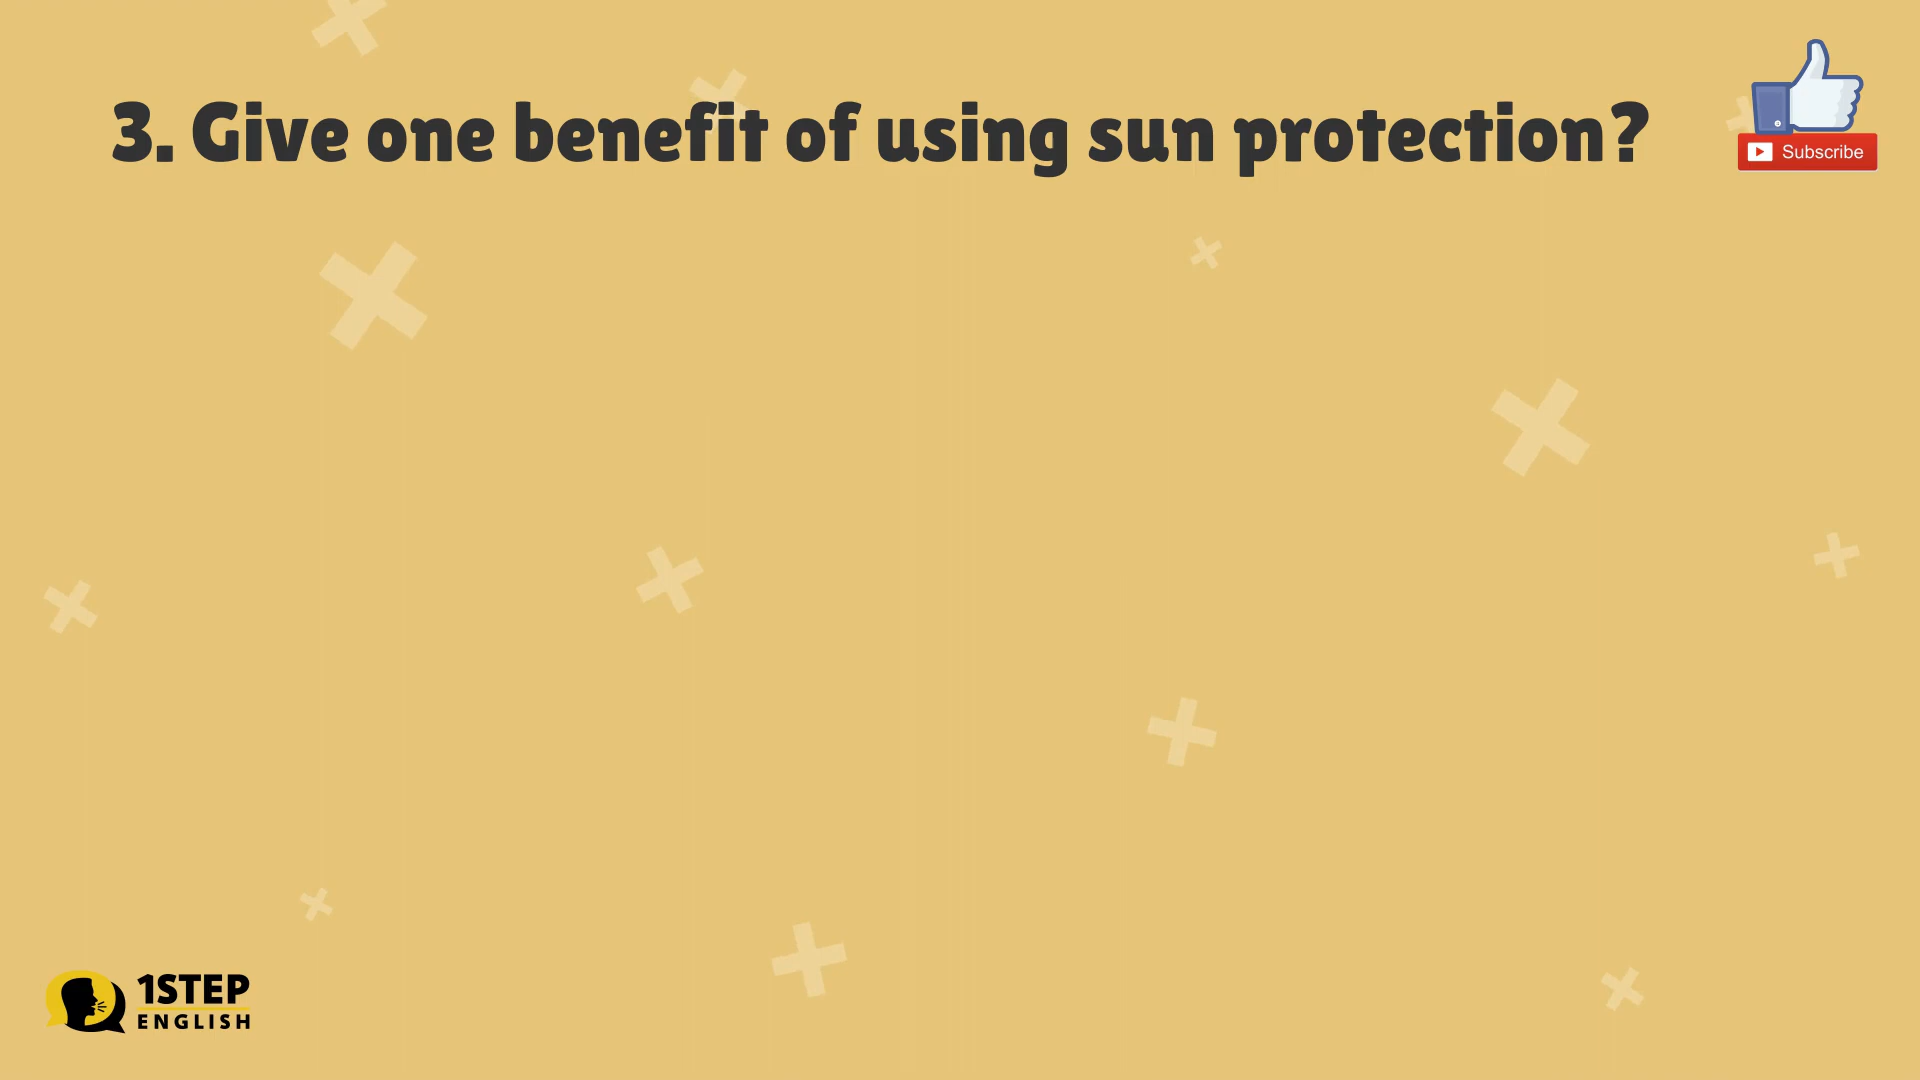 3. Give one benefit of using sun protection?
Subscribe
1STEP
ENGLISH